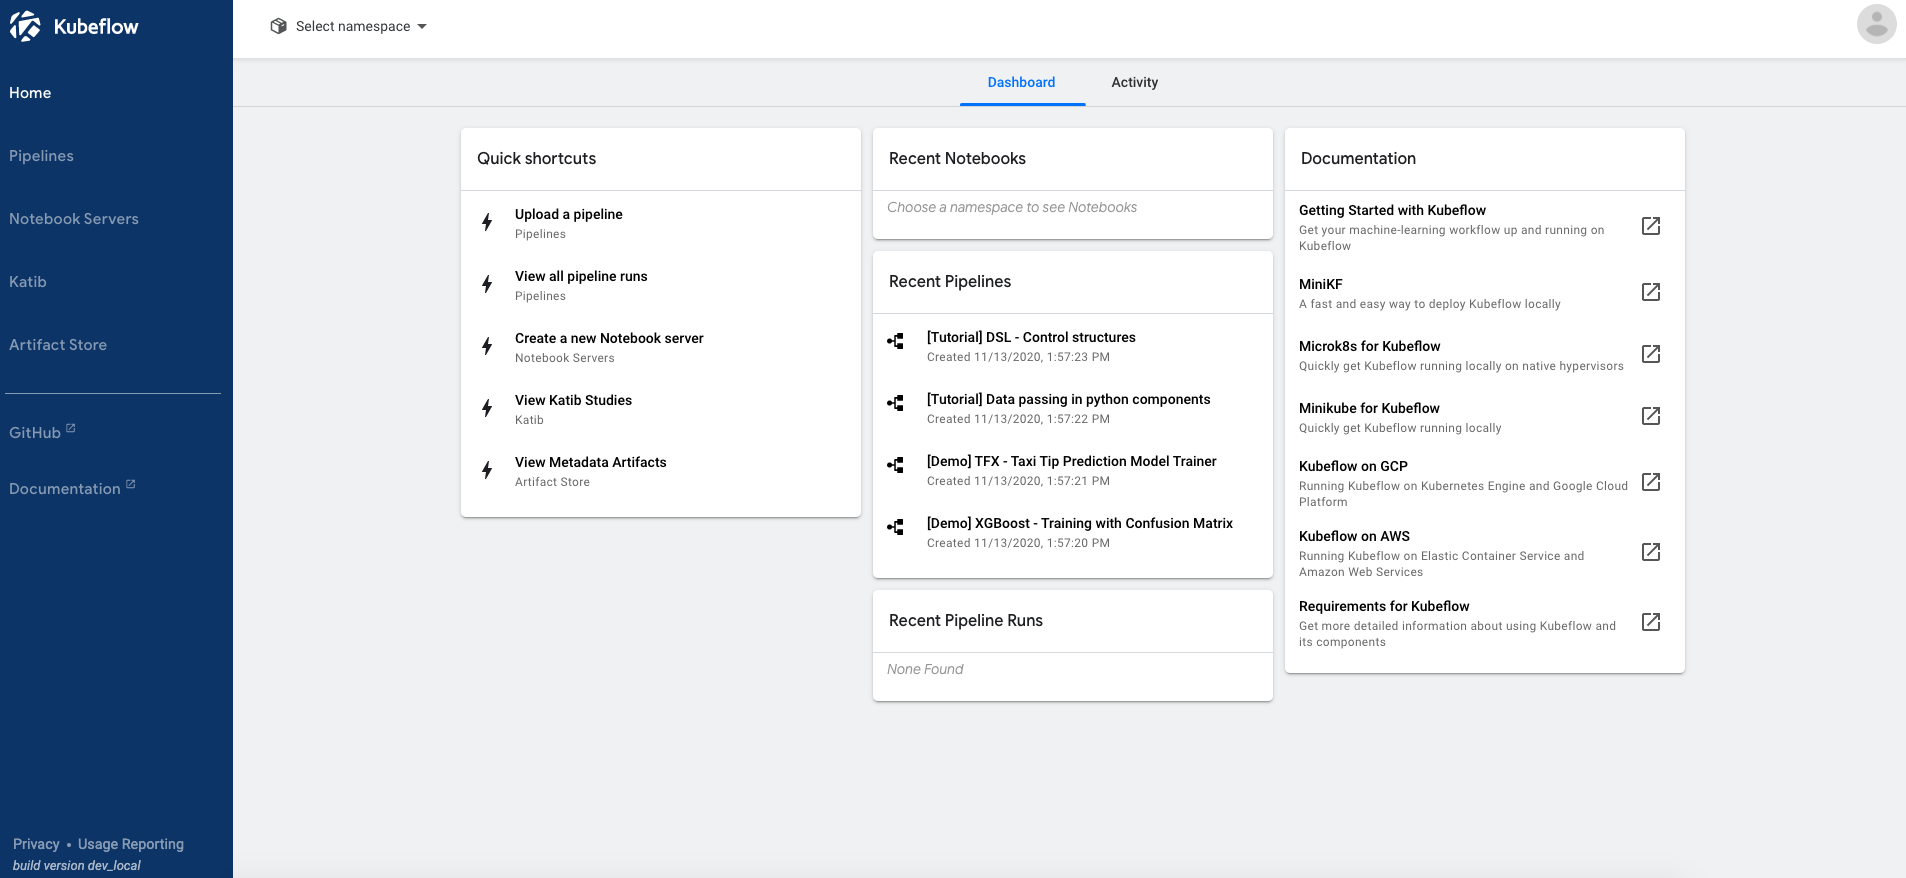 Kubeflow
Select namespace
Home
Pipelines
Notebook Servers
Katib
Artifact Store
GitHub
Documentation
Privacy • Usage Reporting
build version dev_local
Dashboard
Activity
Quick shortcuts
Upload a pipeline
Pipelines
View all pipeline runs
Pipelines
Create a new Notebook server
Notebook Servers
View Katib Studies
Katib
View Metadata Artifacts
Artifact Store
Recent Notebooks
Choose a namespace to see Notebooks
Recent Pipelines
[Tutorial] DSL - Control structures
Created 11/13/2020, 1:57:23 PM
[Tutorial] Data passing in python components
Created 11/13/2020, 1:57:22 PM
[Demo] TFX - Taxi Tip Prediction Model Trainer
Created 11/13/2020, 1:57:21 PM
[Demo] XGBoost - Training with Confusion Matrix
Created 11/13/2020, 1:57:20 PM
Recent Pipeline Runs
None Found
Documentation
Getting Started with Kubeflow
Get your machine-learning workflow up and running on
Kubeflow
MiniKF
A fast and easy way to deploy Kubeflow locally
Microk8s for Kubeflow
Quickly get Kubeflow running locally on native hypervisors
Minikube for Kubeflow
Quickly get Kubeflow running locally
Kubeflow on GCP
Running Kubeflow on Kubernetes Engine and Google Cloud
Platform
Kubeflow on AWS
Running Kubeflow on Elastic Container Service and
Amazon Web Services
Requirements for Kubeflow
Get more detailed information about using Kubeflow and
its components